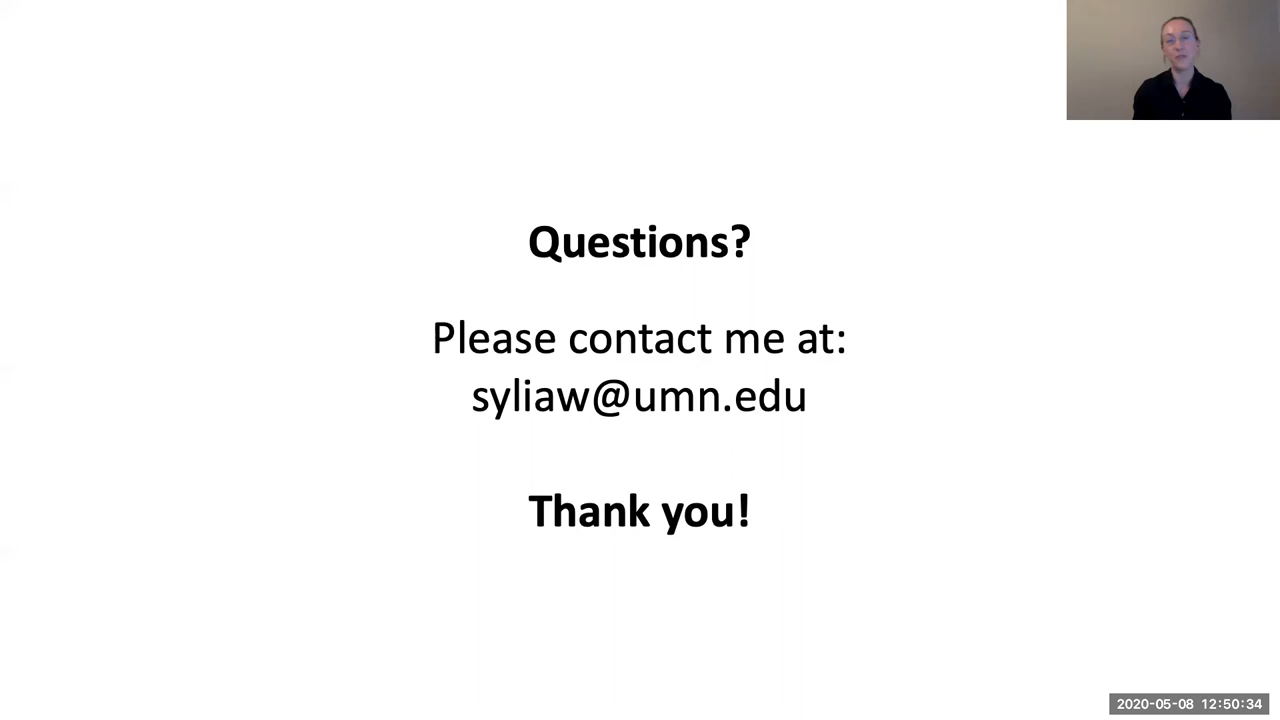 Questions?
Please contact me at:
syliaw@umn.edu
Thank you!
2020-05-08 12:50:34